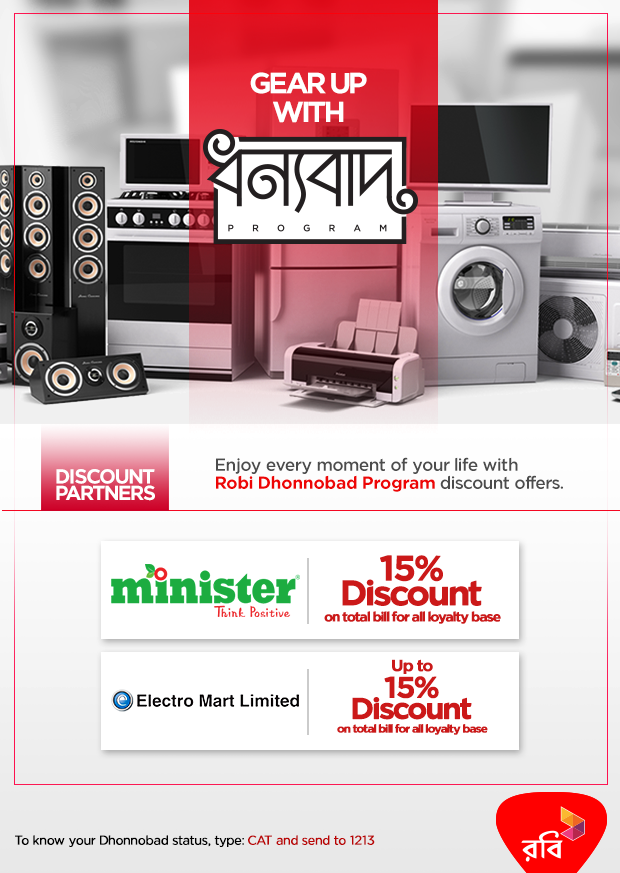 GEAR UP
WITH
ধন্যবাদ
PROGRAM
DISCOUNT
PARTNERS
Enjoy every moment of your life with
Robi Dhonnobad Program discount offers.
minister®
Think Positive
15%
Discount
on total bill for all loyalty base
Electro Mart Limited
Up to
15%
Discount
on total bill for all loyalty base
To know your Dhonnobad status, type: CAT and send to 1213
রবি